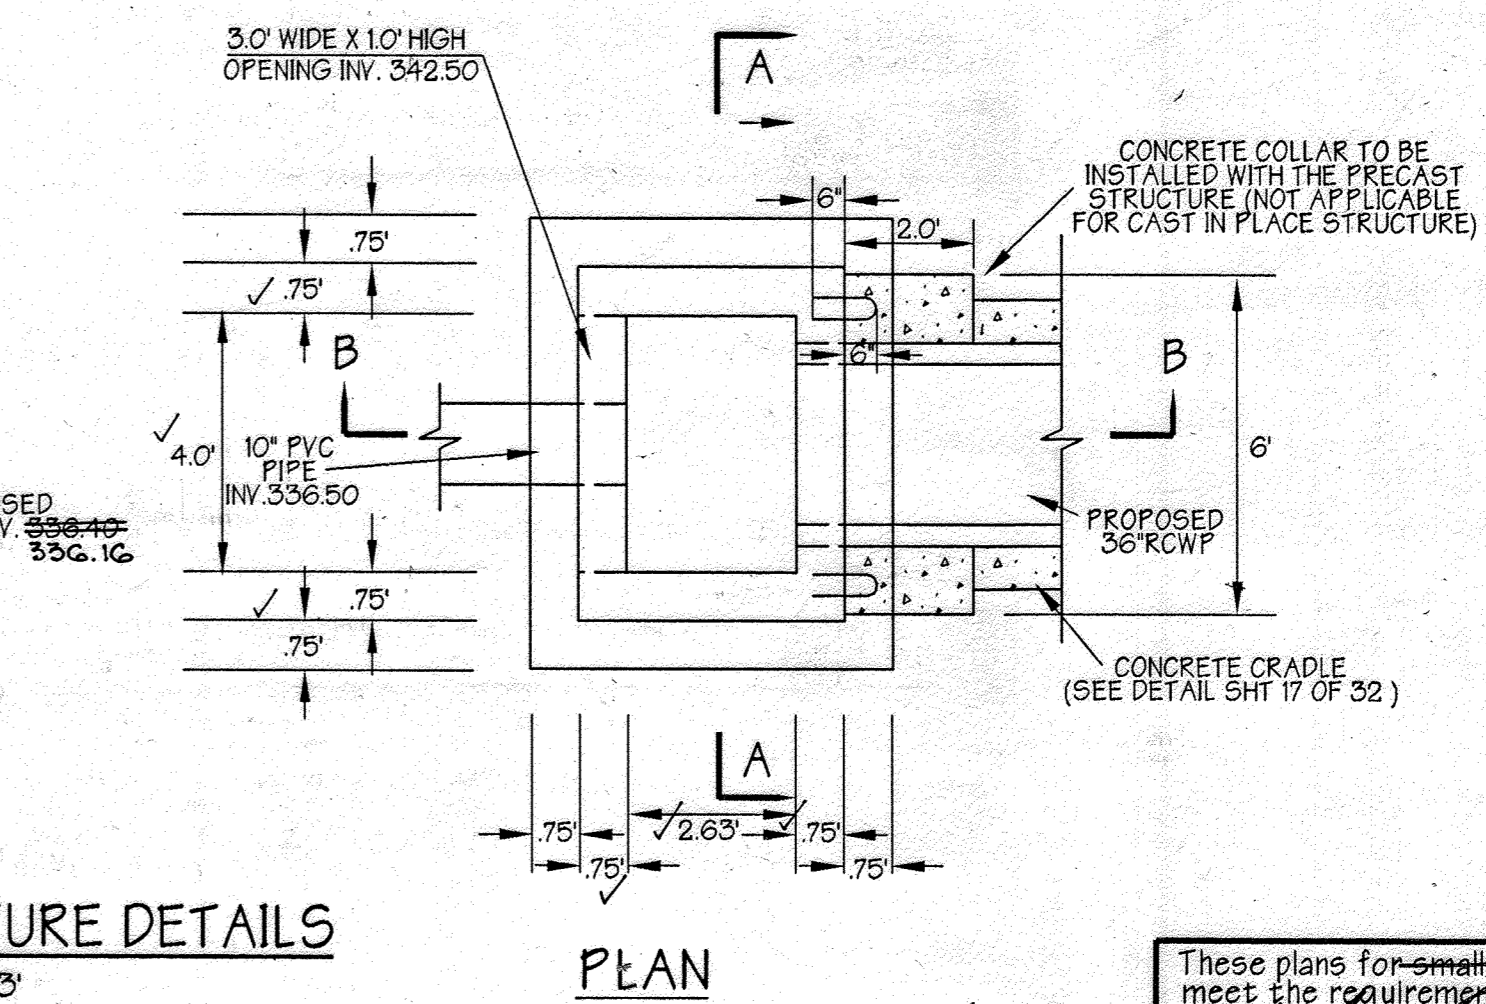 3.0' WIDE X 1.0' HIGH
OPENING INV. 342.50
A
CONCRETE COLLAR TO BE
INSTALLED WITH THE PRECAST
STRUCTURE (NOT APPLICABLE
FOR CAST IN PLACE STRUCTURE)
6"
2.0'
.75'
✓ .75'
B
6"
B
✓
4.0'
10" PVC
PIPE
INV.336.50
6'
SED
V. 336.40
336.16
PROPOSED
36"RCWP
✓ .75'
.75'
CONCRETE CRADLE
(SEE DETAIL SHT 17 OF 32 )
A
.75'
✓ 2.63' ✓
.75'
.75'
✓
.75'
URE DETAILS
3'
PLAN
These plans for small
meet the requiremen